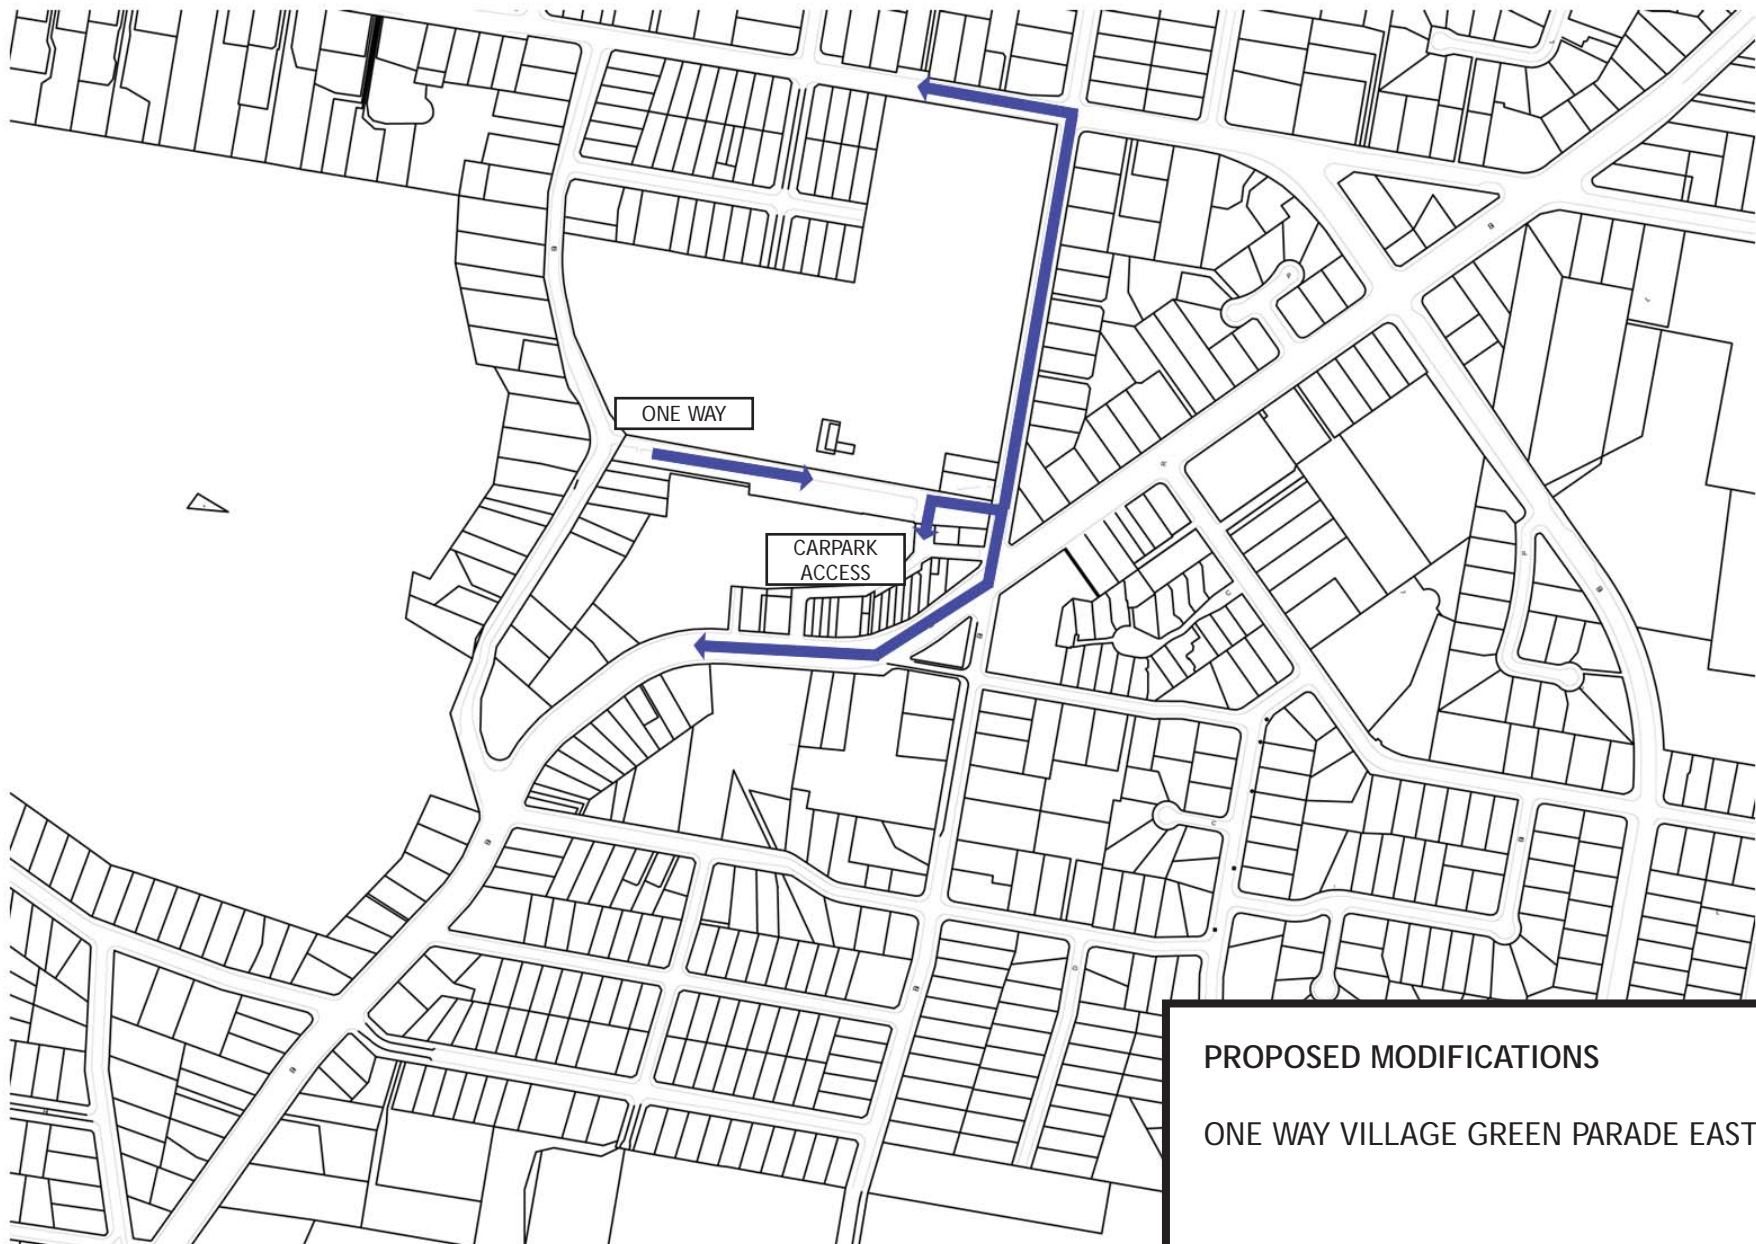 ONE WAY
CARPARK
ACCESS
PROPOSED MODIFICATIONS
ONE WAY VILLAGE GREEN PARADE EAST